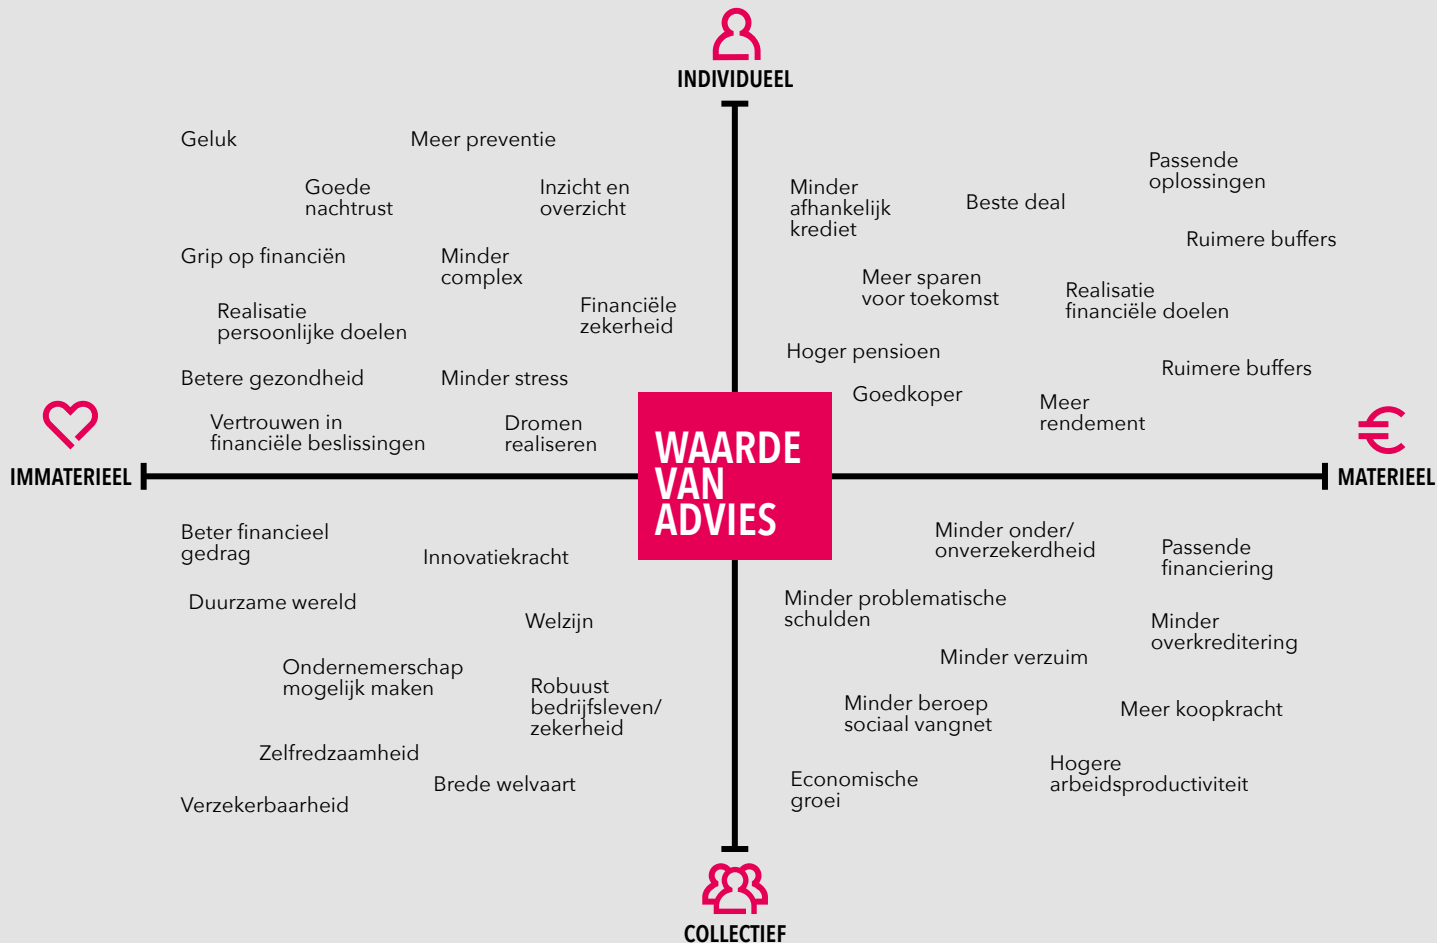 INDIVIDUEEL
Geluk
Meer preventie
Goede
nachtrust
Inzicht en
overzicht
Grip op financiën
Minder
complex
Realisatie
persoonlijke doelen
Financiële
zekerheid
Betere gezondheid
Minder stress
Vertrouwen in
financiële beslissingen
Dromen
realiseren
Minder
afhankelijk
krediet
Beste deal
Passende
oplossingen
Ruimere buffers
Meer sparen
voor toekomst
Realisatie
financiële doelen
Hoger pensioen
Ruimere buffers
Goedkoper
Meer
rendement
IMMATERIEEL
WAARDE
VAN
ADVIES
MATERIEEL
Beter financieel
gedrag
Innovatiekracht
Duurzame wereld
Welzijn
Ondernemerschap
mogelijk maken
Robuust
bedrijfsleven/
zekerheid
Zelfredzaamheid
Brede welvaart
Verzekerbaarheid
Minder onder/
onverzekerdheid
Passende
financiering
Minder problematische
schulden
Minder
overkreditering
Minder verzuim
Minder beroep
sociaal vangnet
Meer koopkracht
Economische
groei
Hogere
arbeidsproductiviteit
COLLECTIEF